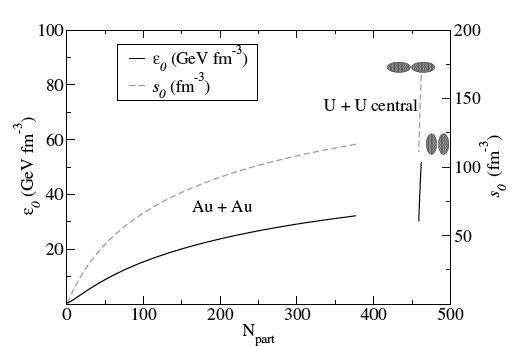 100
200
80
60
40
20
150
100
50
ε0 (GeV fm-3)
s0 (fm-3)
U + U central
Au + Au
ε0 (GeV fm-3)
s0 (fm-3)
0
100
200
300
400
500
Npart